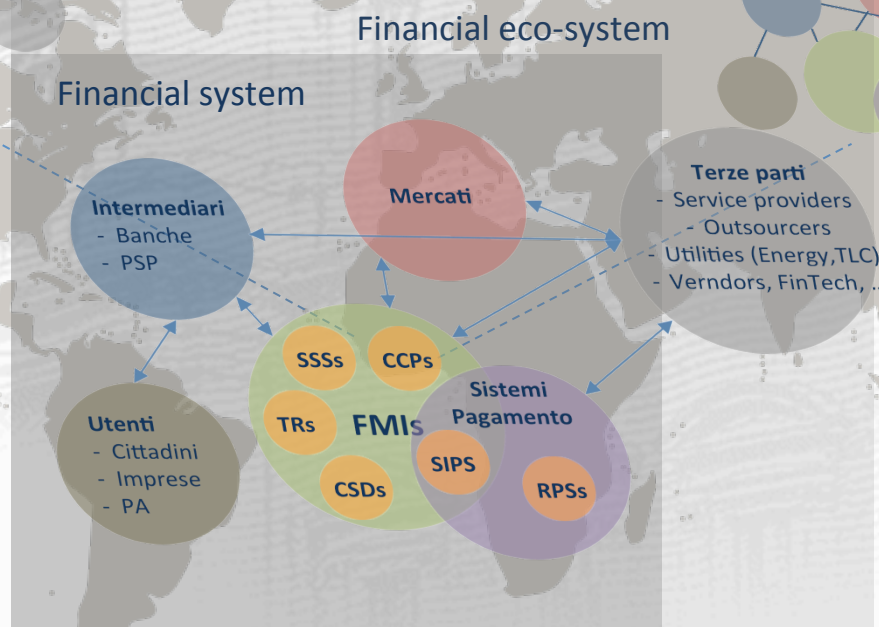 Financial eco-system
Financial system
Intermediari
- Banche
- PSP
Mercati
Terze parti
- Service providers
- Outsourcers
- Utilities (Energy,TLC)
- Verndors, FinTech, ..
Utenti
- Cittadini
- Imprese
- PA
SSSs
CCPs
TRs
FMIs
CSDs
Sistemi
Pagamento
SIPS
RPSs